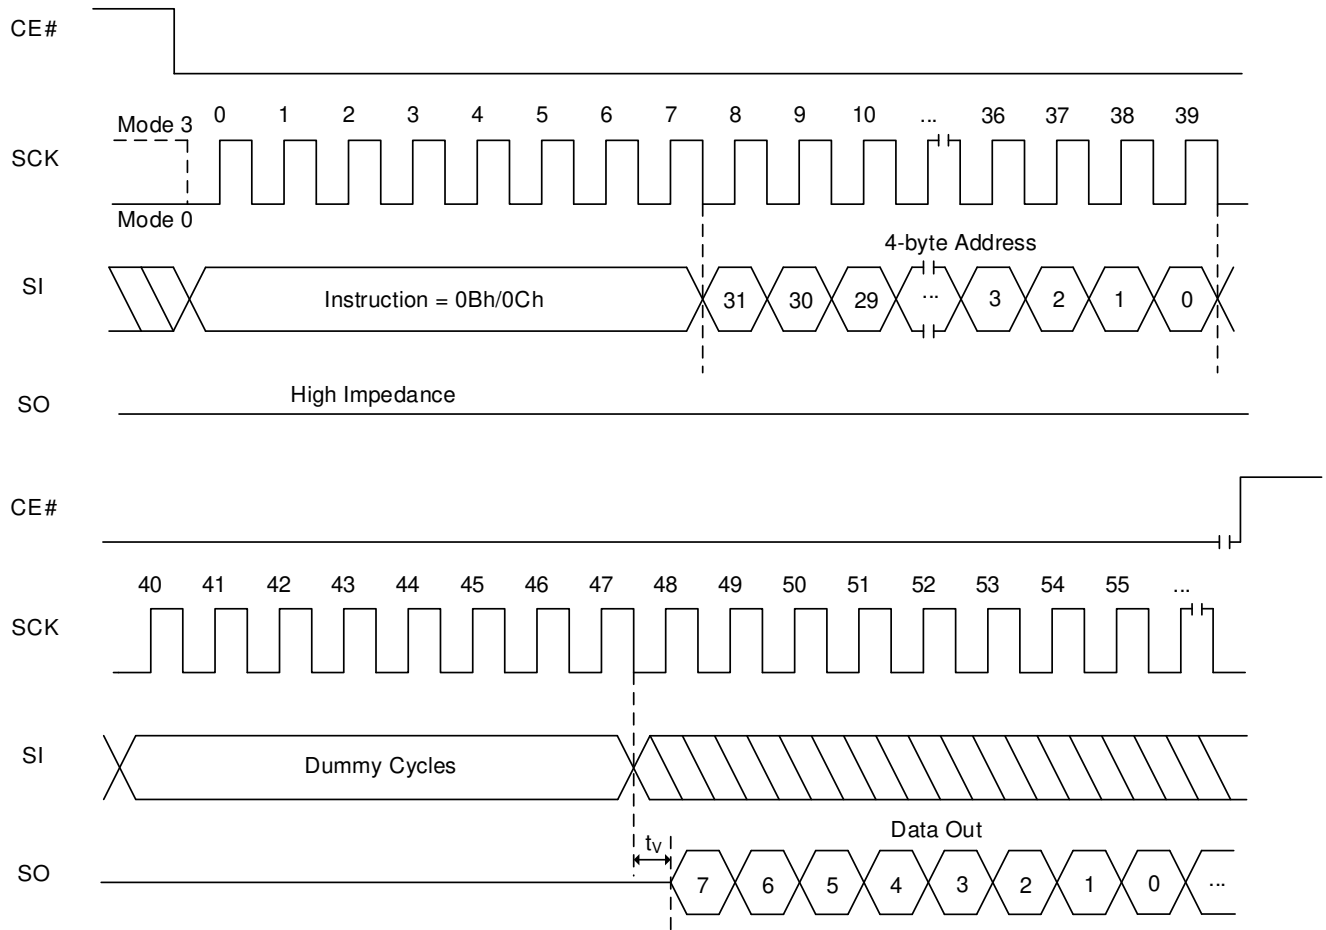 CE#
Mode 3 0 1 2 3 4 5 6 7 8 9 10 ... 36 37 38 39
SCK
Mode 0
4-byte Address
SI Instruction = 0Bh/0Ch 31 30 29 ... 3 2 1 0
High Impedance
SO
CE#
40 41 42 43 44 45 46 47 48 49 50 51 52 53 54 55 ...
SCK
SI Dummy Cycles
Data Out
tV
SO 7 6 5 4 3 2 1 0 ...